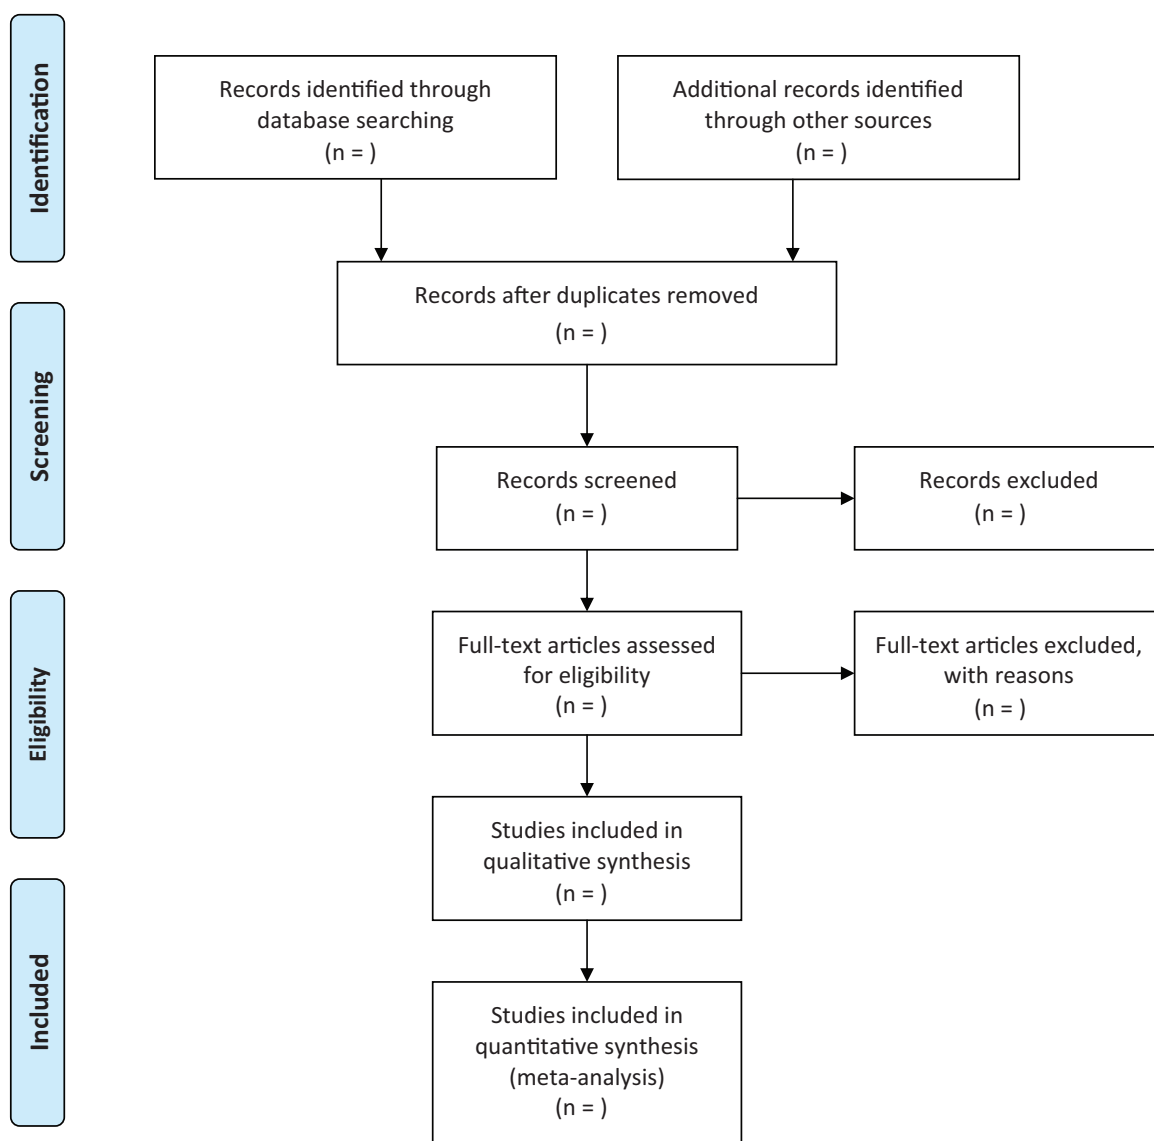 Identification
Records identified through
database searching
(n = )
Additional records identified
through other sources
(n = )
Records after duplicates removed
(n = )
Screening
Records screened
(n = )
Records excluded
(n = )
Eligibility
Full-text articles assessed
for eligibility
(n = )
Full-text articles excluded,
with reasons
(n = )
Studies included in
qualitative synthesis
(n = )
Included
Studies included in
quantitative synthesis
(meta-analysis)
(n = )